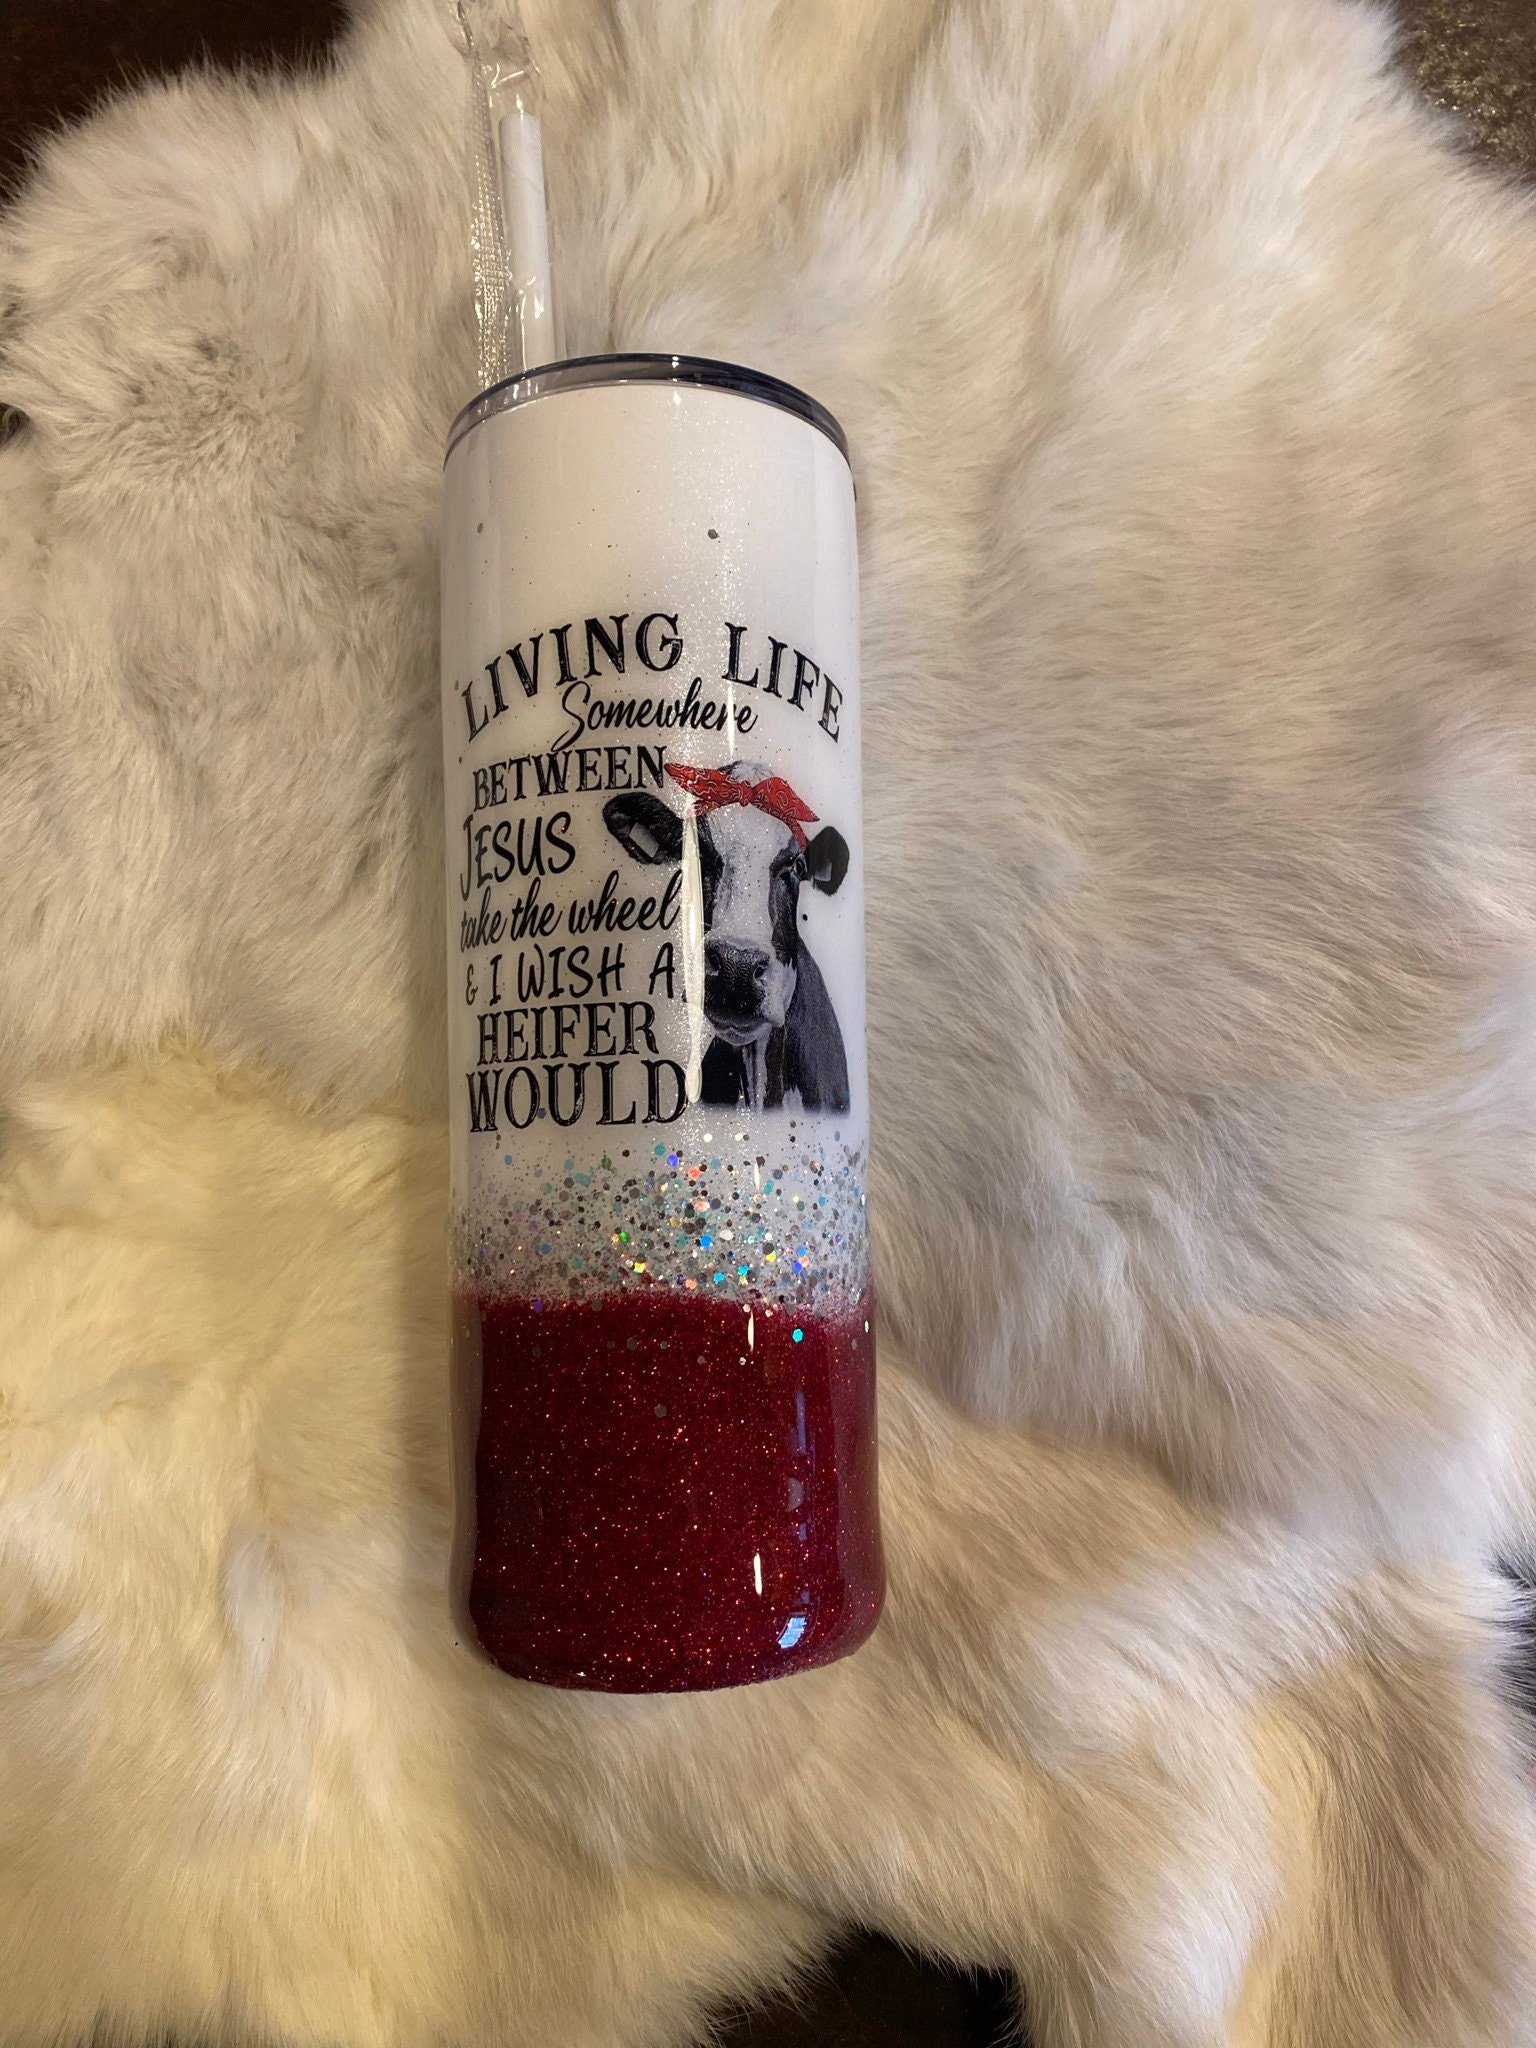 LIVING LIFE
Somewhere
BETWEEN
JESUS
take the wheel
& I WISH A
HEIFER
WOULD